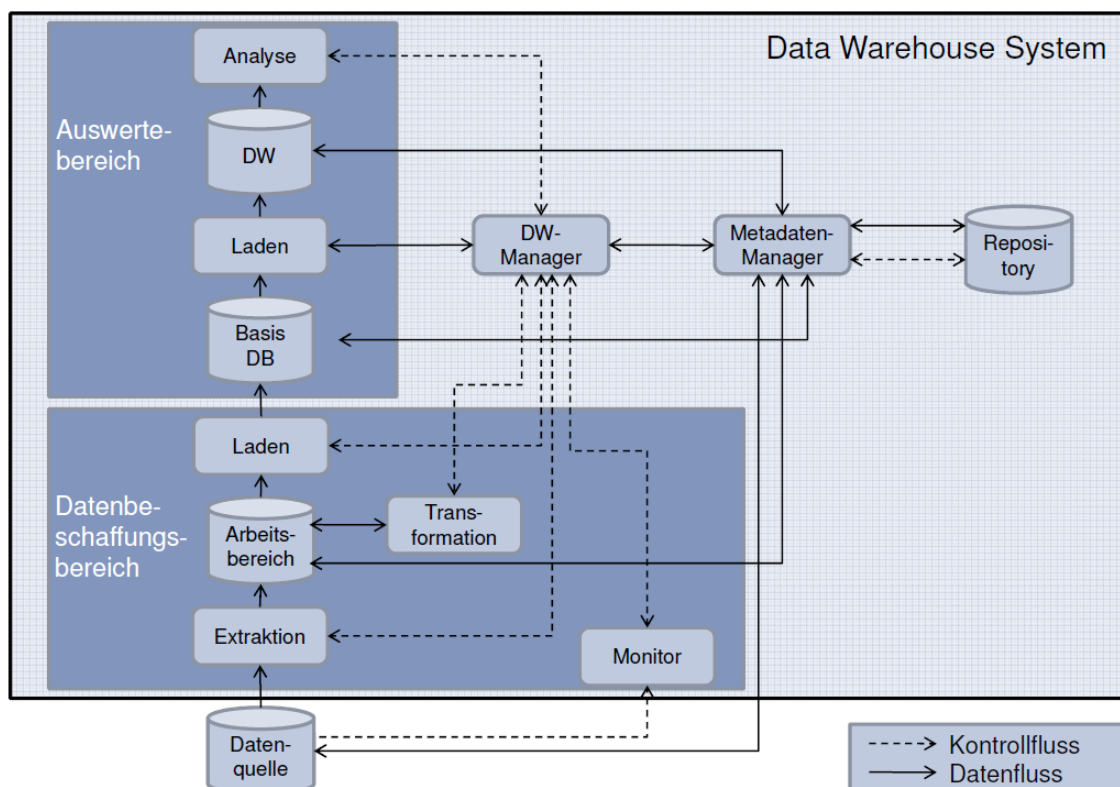 Data Warehouse System
Analyse
Auswerte-
bereich
DW
Laden
DW-
Manager
Metadaten-
Manager
Reposi-
tory
Basis
DB
Laden
Datenbe-
schaffungs-
bereich
Arbeits-
bereich
Trans-
formation
Extraktion
Monitor
Daten-
quelle
Kontrollfluss
Datenfluss